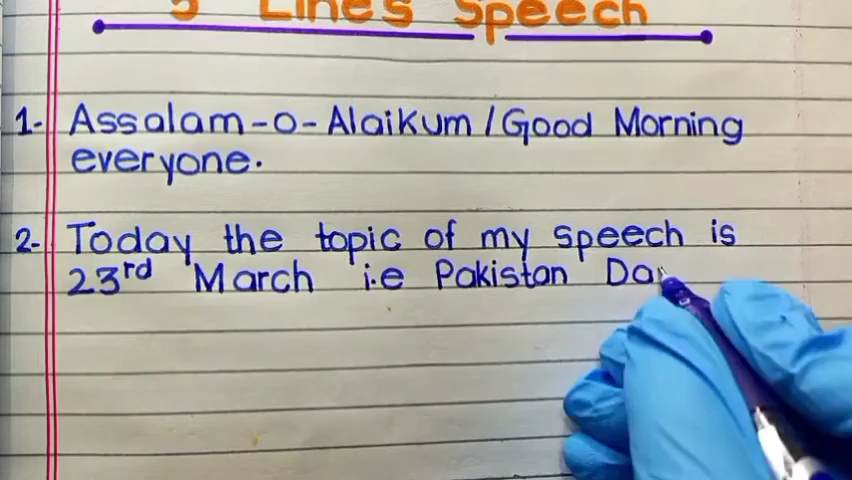 5 Lines Speech
1- Assalam-o-Alaikum / Good Morning
everyone.
2- Today the topic of my speech is
23rd March i.e Pakistan Da